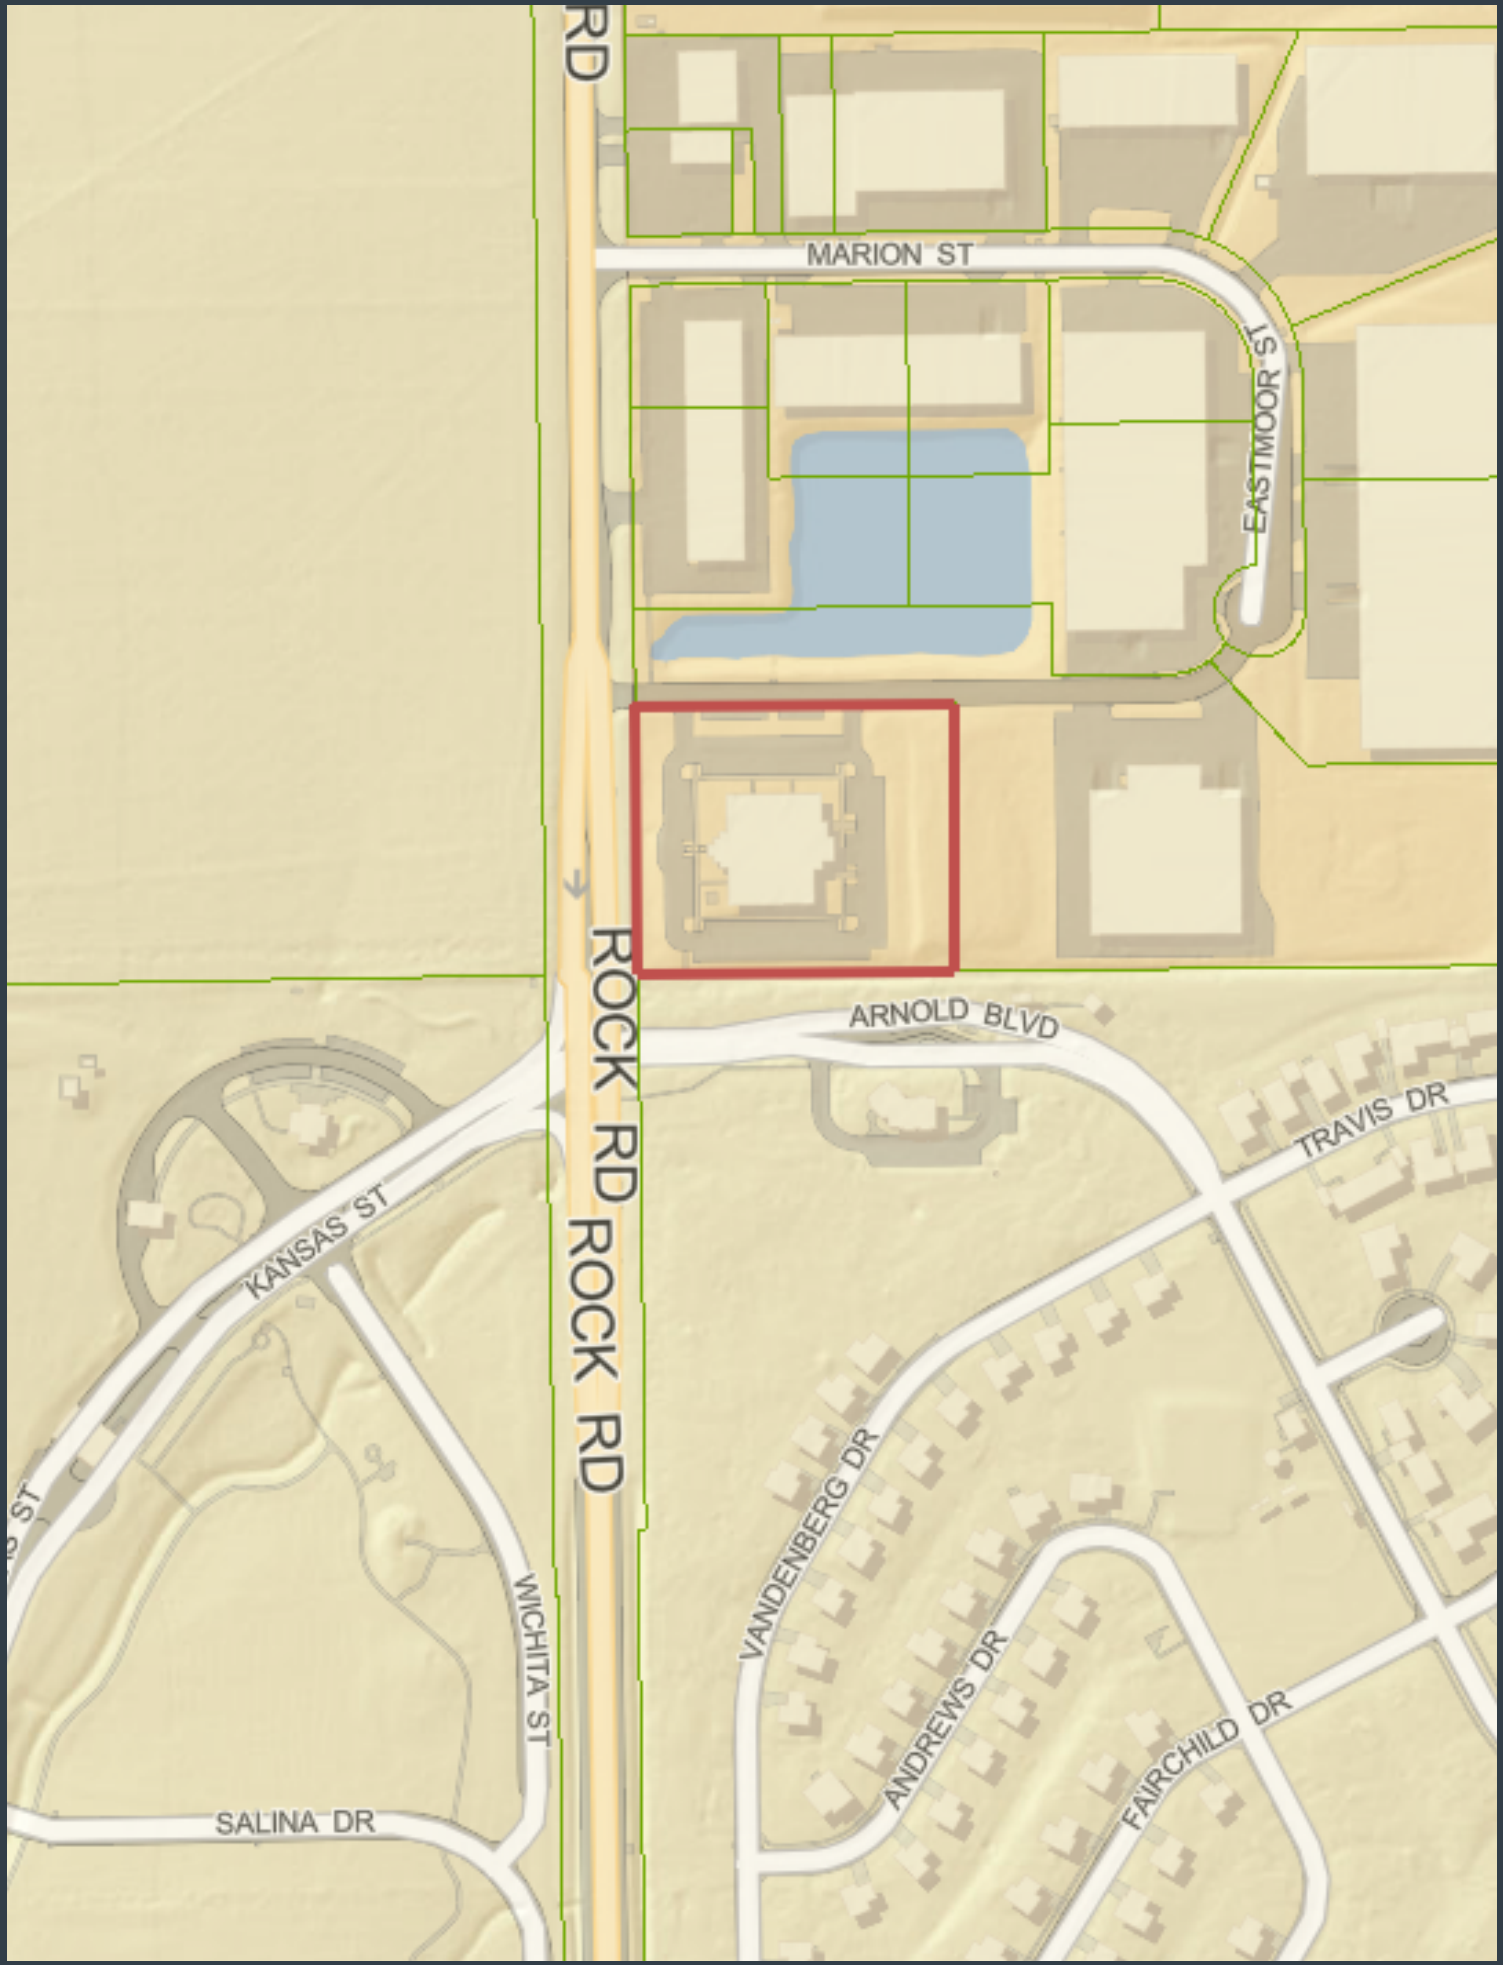 RD
MARION ST
EASTMOOR ST
ROCK RD
ARNOLD BLVD
TRAVIS DR
KANSAS ST
ROCK RD
VANDENBERG DR
ST
WICHITA ST
ANDREWS DR
FAIRCHILD DR
SALINA DR